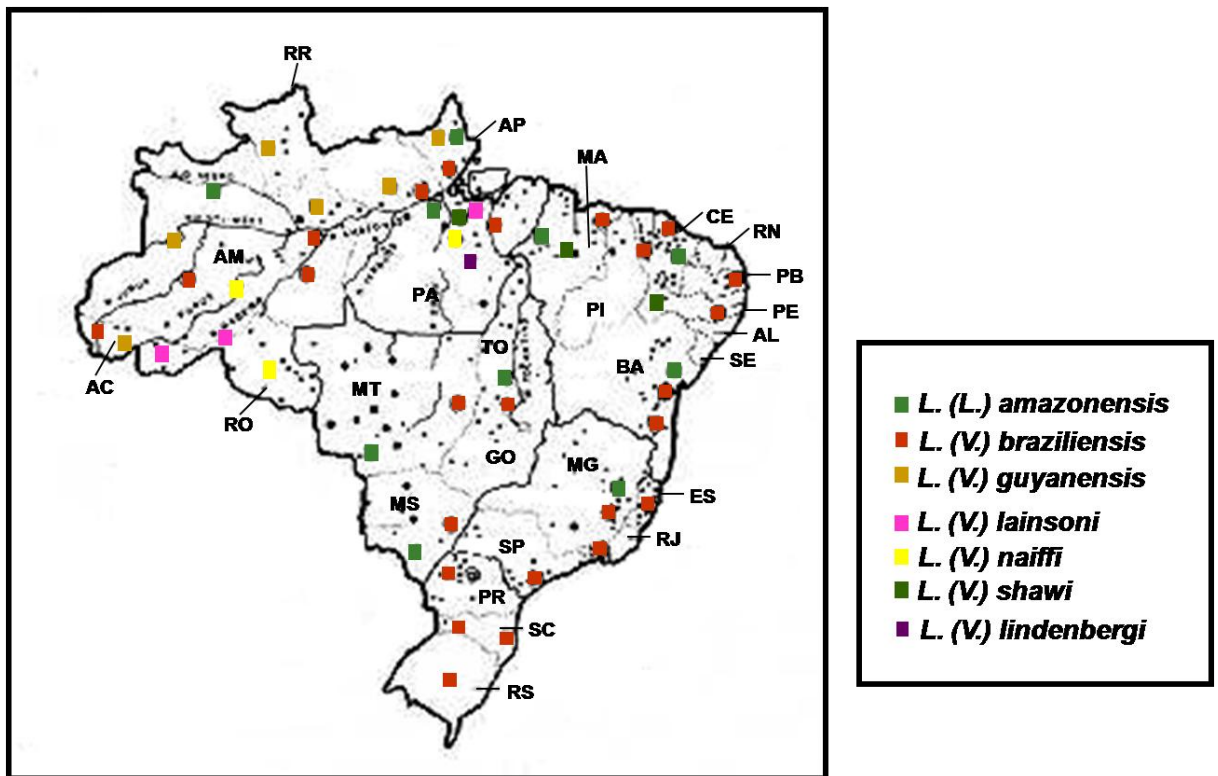 RR
AP
MA
CE
RN
AM
PA
PI
PB
PE
AL
SE
TO
BA
AC
RO
MT
GO
MG
ES
MS
RJ
SP
PR
SC
RS
L. (L.) amazonensis
L. (V.) braziliensis
L. (V.) guyanensis
L. (V.) lainsoni
L. (V.) naiffi
L. (V.) shawi
L. (V.) lindenbergi